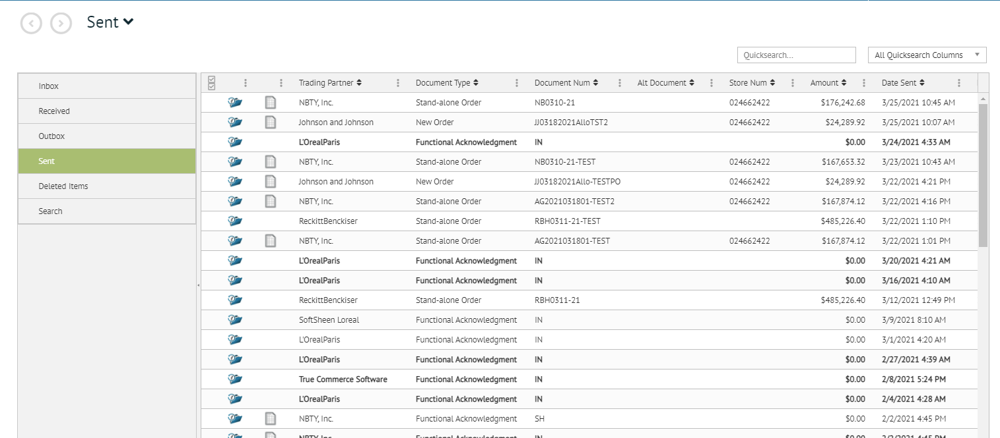 Sent
Quicksearch... All Quicksearch Columns
Inbox
Received
Outbox
Sent
Deleted Items
Search
Trading Partner Document Type Document Num Alt Document Store Num Amount Date Sent
NBTY, Inc. Stand-alone Order NB0310-21 024662422 $176,242.68 3/25/2021 10:45 AM
Johnson and Johnson New Order JJ03182021AlloTST2 024662422 $24,289.92 3/25/2021 10:07 AM
L'OrealParis Functional Acknowledgment IN $0.00 3/24/2021 4:33 AM
NBTY, Inc. Stand-alone Order NB0310-21-TEST 024662422 $167,653.32 3/23/2021 10:43 AM
Johnson and Johnson New Order JJ03182021Allo-TESTPO 024662422 $24,289.92 3/22/2021 4:21 PM
NBTY, Inc. Stand-alone Order AG2021031801-TEST2 024662422 $167,874.12 3/22/2021 4:16 PM
ReckittBenckiser Stand-alone Order RBH0311-21-TEST $485,226.40 3/22/2021 1:10 PM
NBTY, Inc. Stand-alone Order AG2021031801-TEST 024662422 $167,874.12 3/22/2021 1:01 PM
L'OrealParis Functional Acknowledgment IN $0.00 3/20/2021 4:21 AM
L'OrealParis Functional Acknowledgment IN $0.00 3/16/2021 4:10 AM
ReckittBenckiser Stand-alone Order RBH0311-21 $485,226.40 3/12/2021 12:49 PM
SoftSheen Loreal Functional Acknowledgment IN $0.00 3/9/2021 8:10 AM
L'OrealParis Functional Acknowledgment IN $0.00 3/1/2021 4:20 AM
L'OrealParis Functional Acknowledgment IN $0.00 2/27/2021 4:39 AM
True Commerce Software Functional Acknowledgment IN $0.00 2/8/2021 5:24 PM
L'OrealParis Functional Acknowledgment IN $0.00 2/4/2021 4:28 AM
NBTY, Inc. Functional Acknowledgment SH $0.00 2/2/2021 4:45 PM
NBTY, Inc. Functional Acknowledgment IN $0.00 2/2/2021 4:45 PM